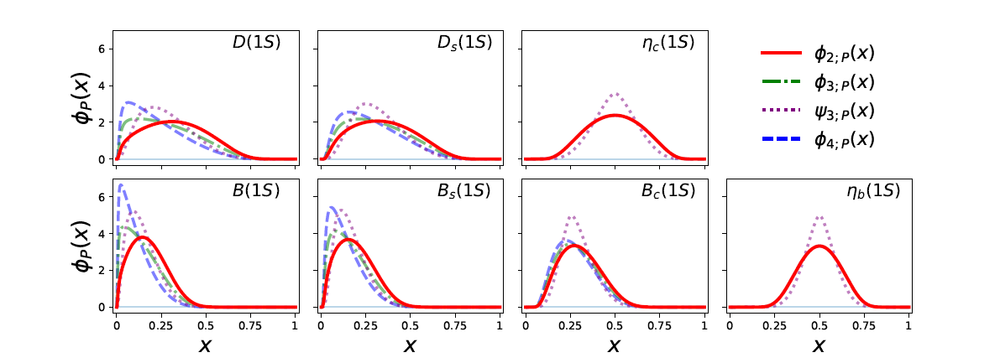 D(1S)
D_s(1S)
η_c(1S)
ϕ_P(x)
6
4
2
0
ϕ_{2;P}(x)
ϕ_{3;P}(x)
ψ_{3;P}(x)
ϕ_{4;P}(x)
B(1S)
B_s(1S)
B_c(1S)
η_b(1S)
ϕ_P(x)
6
4
2
0
0 0.25 0.5 0.75 1
0 0.25 0.5 0.75 1
0 0.25 0.5 0.75 1
0 0.25 0.5 0.75 1
x
x
x
x